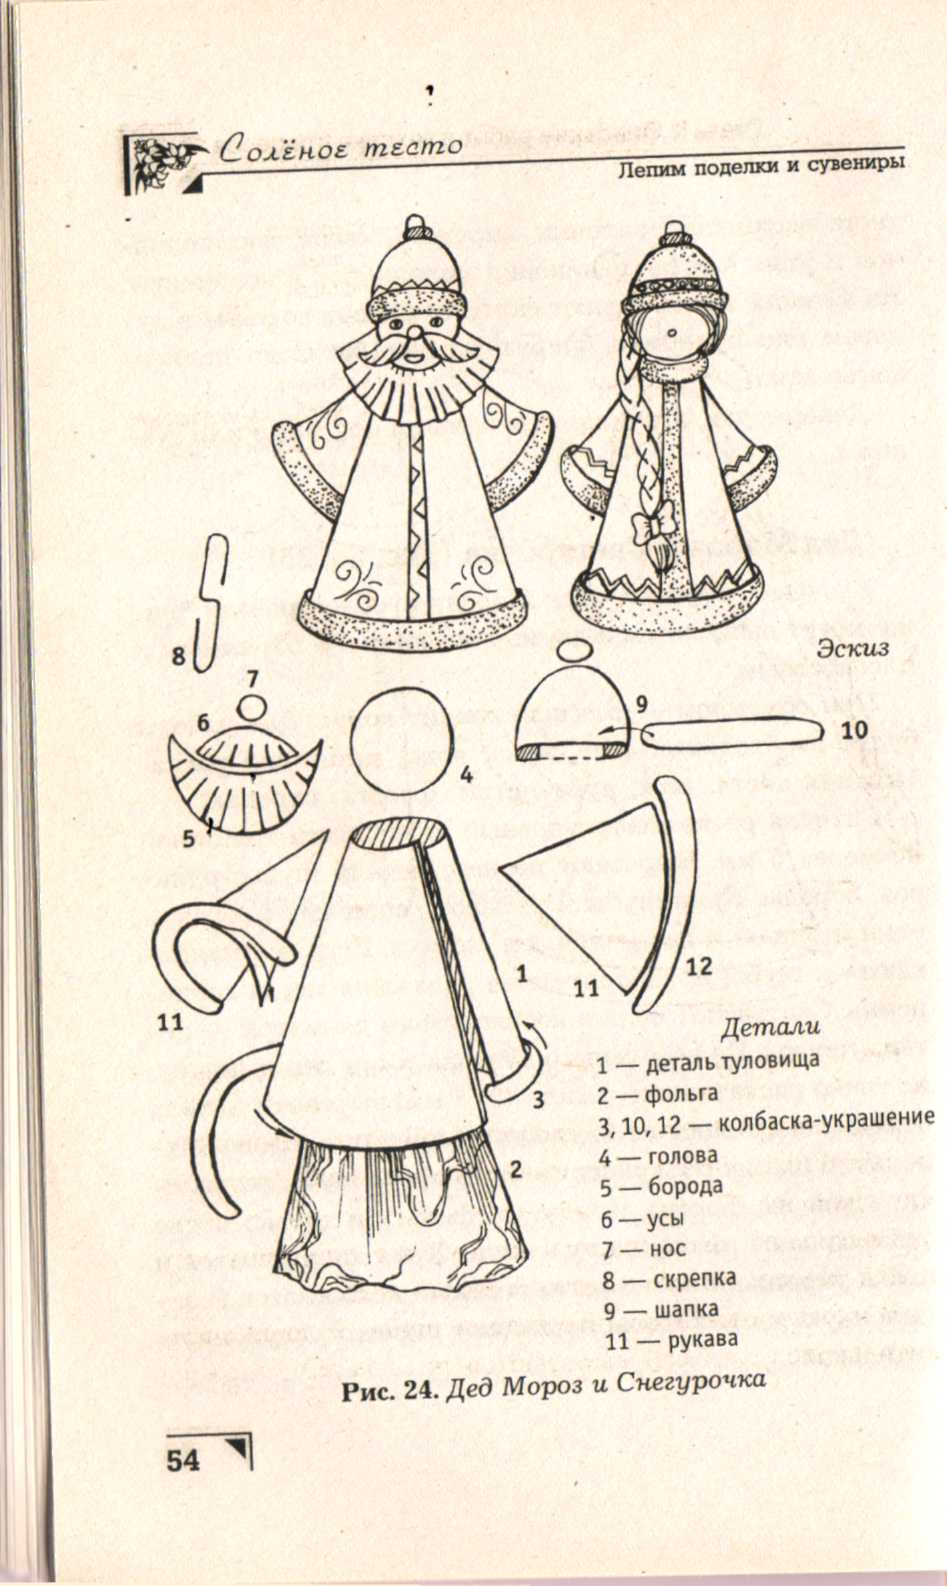 Солёное тесто
Лепим поделки и сувениры
8
Эскиз
7
6
9
10
4
5
1
11
12
11
3
2
Детали
1 — деталь туловища
2 — фольга
3, 10, 12 — колбаска-украшение
4 — голова
5 — борода
6 — усы
7 — нос
8 — скрепка
9 — шапка
11 — рукава
Рис. 24. Дед Мороз и Снегурочка
54